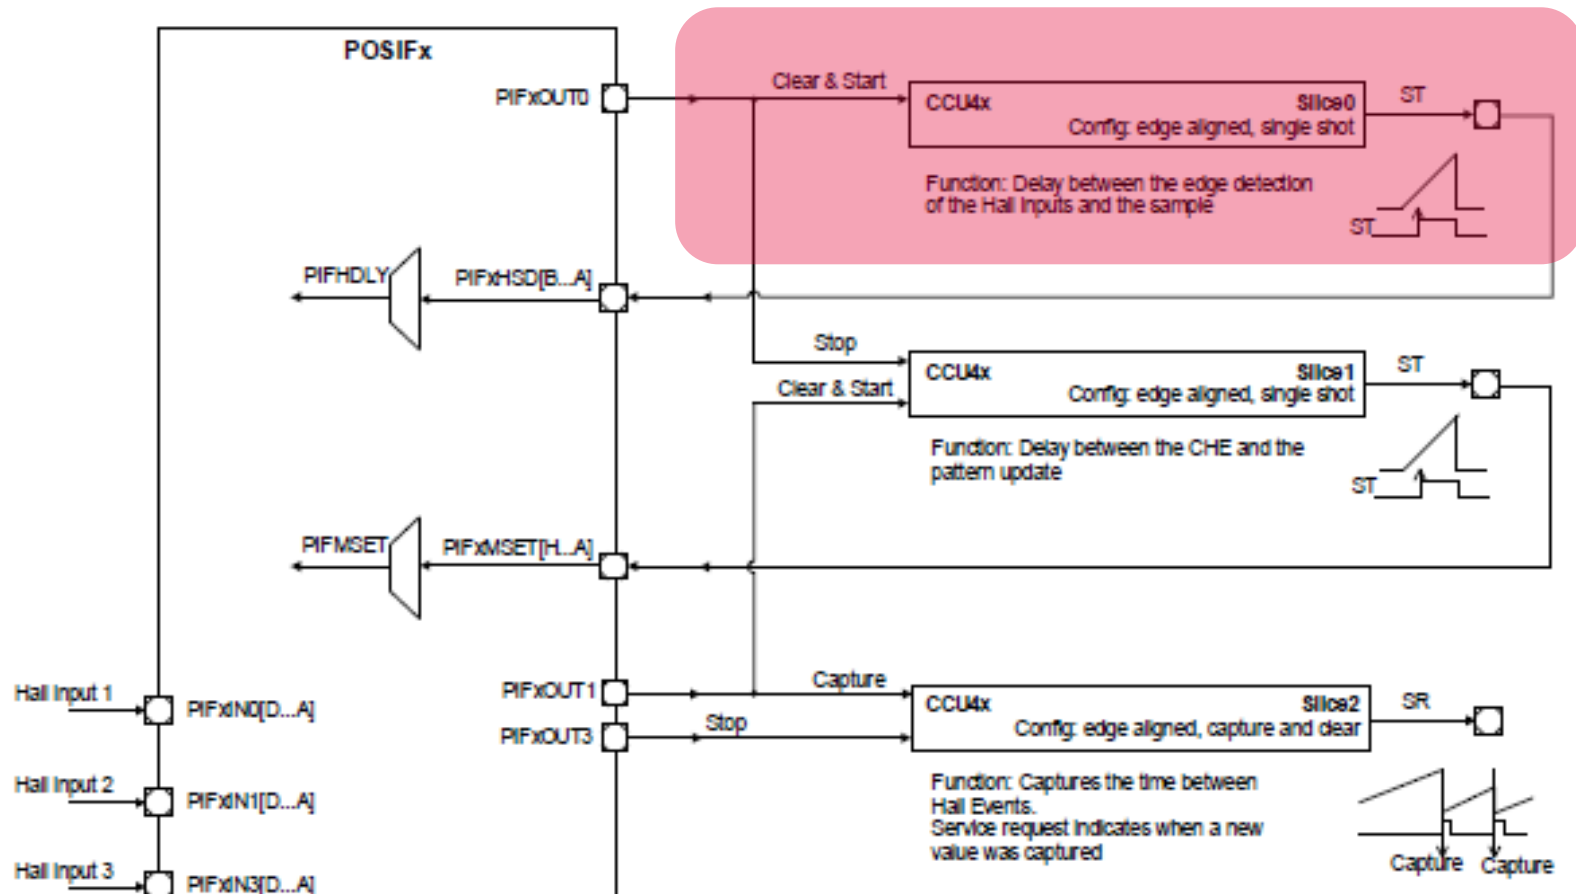 POSIFx
PIFxOUT0
Clear & Start
CCU4x
Slice0
Config: edge aligned, single shot
ST
Function: Delay between the edge detection
of the Hall Inputs and the sample
ST
PIFHDLY
PIFxHSD[B...A]
Stop
Clear & Start
CCU4x
Slice1
Config: edge aligned, single shot
ST
Function: Delay between the CHE and the
pattern update
ST
PIFMSET
PIFxMSET[H...A]
Hall Input 1
PIFxIN0[D...A]
PIFxOUT1
Capture
PIFxOUT3
Stop
CCU4x
Slice2
Config: edge aligned, capture and clear
SR
Hall Input 2
PIFxIN1[D...A]
Function: Captures the time between
Hall Events.
Service request indicates when a new
value was captured
Capture
Capture
Hall Input 3
PIFxIN3[D...A]